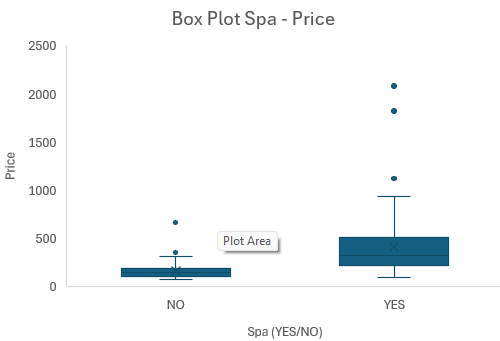 Box Plot Spa - Price
2500
2000
1500
1000
500
0
Price
Plot Area
NO
YES
Spa (YES/NO)